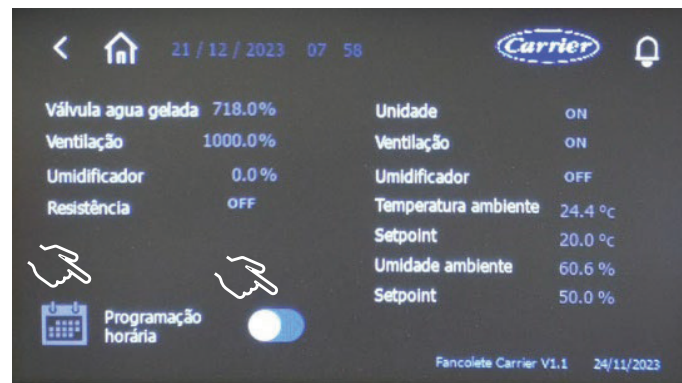 21 / 12 / 2023 07 58
Carrier
Válvula agua gelada 718.0%
Ventilação 1000.0%
Umidificador 0.0%
Resistência OFF
Unidade ON
Ventilação ON
Umidificador OFF
Temperatura ambiente 24.4 °C
Setpoint 20.0 °C
Umidade ambiente 60.6 %
Setpoint 50.0 %
Programação
horária
Fancolete Carrier V1.1 24/11/2023